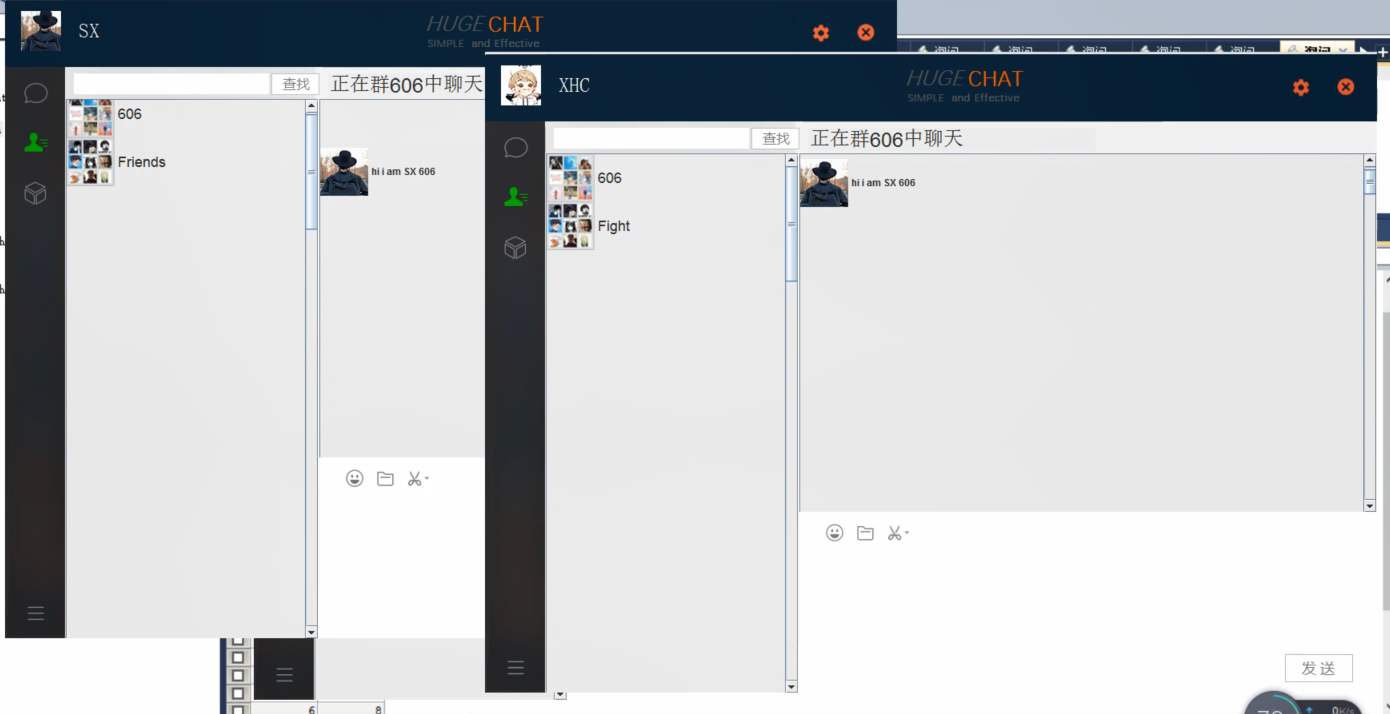 SX
HUGE CHAT
SIMPLE and Effective
查找
正在群606中聊天
606
Friends
hi i am SX 606
XHC
HUGE CHAT
SIMPLE and Effective
查找
正在群606中聊天
606
Fight
hi i am SX 606
发送
6
8
0K/s